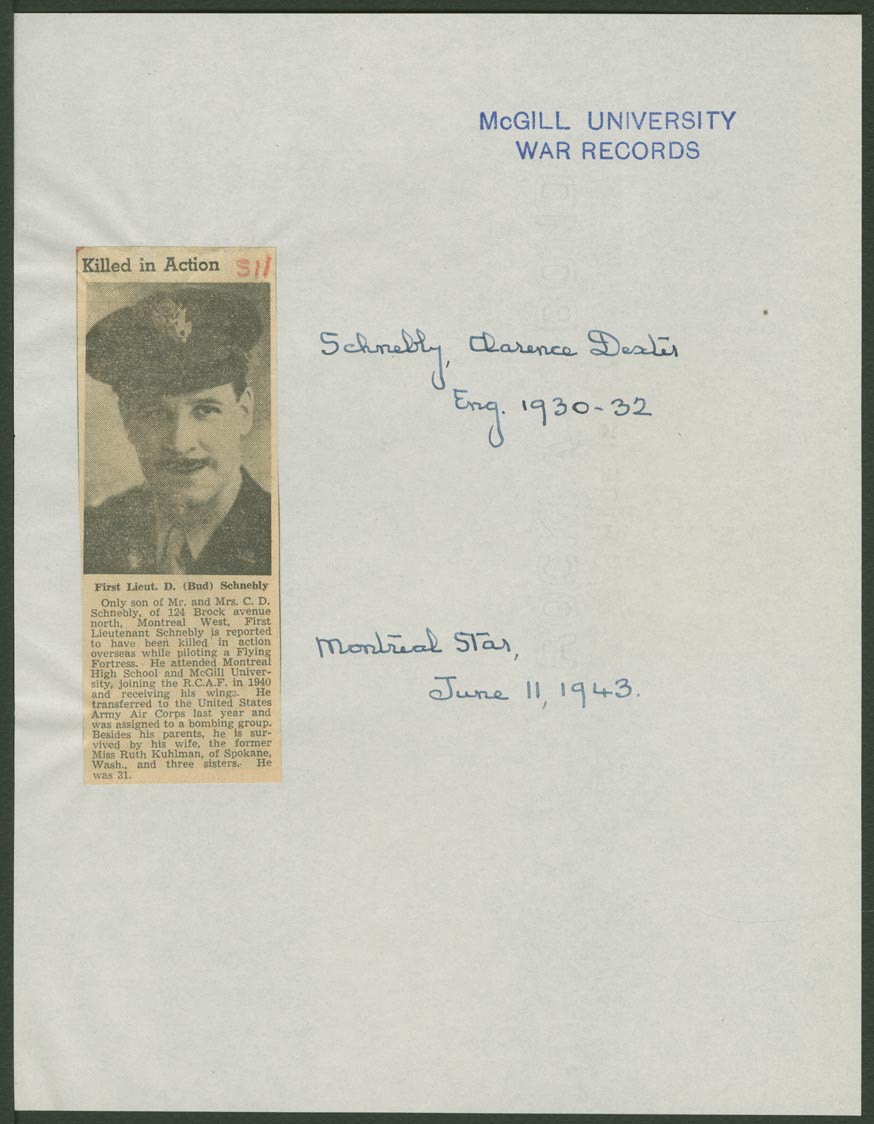 McGILL UNIVERSITY
WAR RECORDS
Killed in Action S11
Schnebly, Clarence Dexter
Eng. 1930-32
First Lieut. D. (Bud) Schnebly
Only son of Mr. and Mrs. C. D.
Schnebly, of 124 Brock avenue
north, Montreal West, First
Lieutenant Schnebly is reported
to have been killed in action
overseas while piloting a Flying
Fortress. He attended Montreal
High School and McGill Univer-
sity, joining the R.C.A.F. in 1940
and receiving his wings. He
transferred to the United States
Army Air Corps last year and
was assigned to a bombing group.
Besides his parents, he is sur-
vived by his wife, the former
Miss Ruth Kuhlman, of Spokane,
Wash., and three sisters. He
was 31.
Montreal Star,
June 11, 1943.